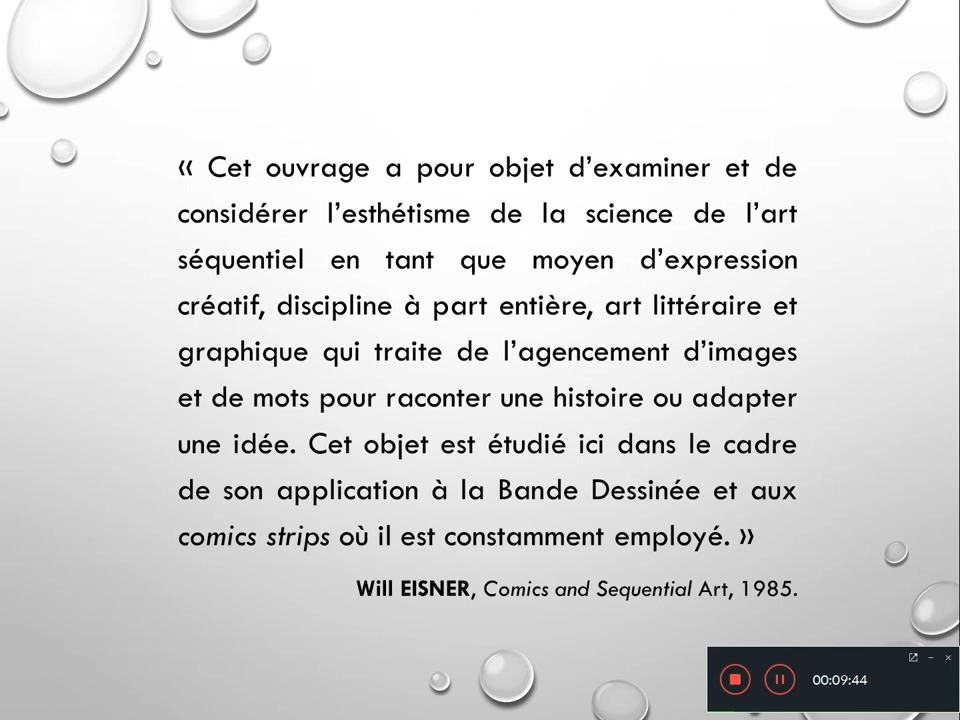 « Cet ouvrage a pour objet d’examiner et de
considérer l’esthétisme de la science de l’art
séquentiel en tant que moyen d’expression
créatif, discipline à part entière, art littéraire et
graphique qui traite de l’agencement d’images
et de mots pour raconter une histoire ou adapter
une idée. Cet objet est étudié ici dans le cadre
de son application à la Bande Dessinée et aux
comics strips où il est constamment employé. »
Will EISNER, Comics and Sequential Art, 1985.
00:09:44